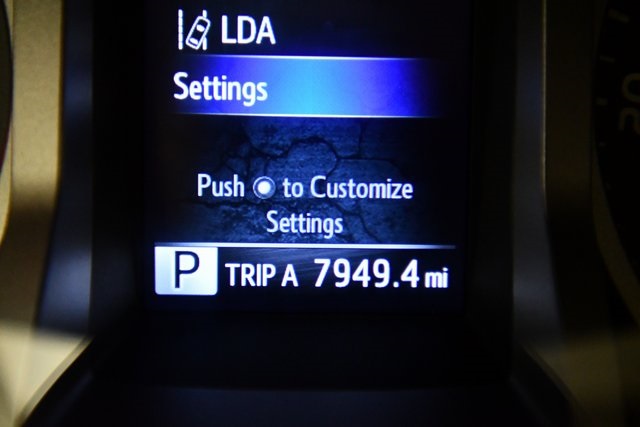 LDA
Settings
Push to Customize
Settings
P TRIP A 7949.4 mi